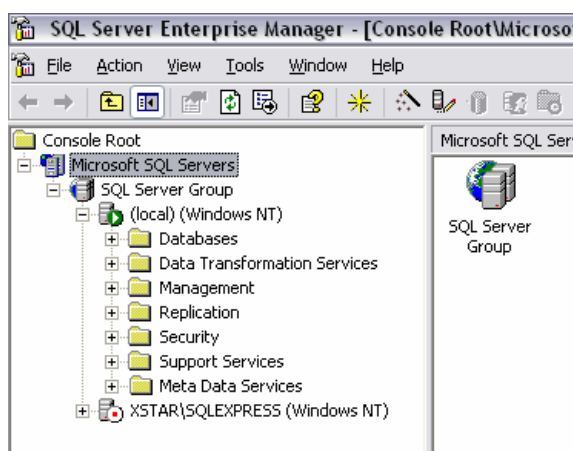 SQL Server Enterprise Manager - [Console Root\Microso
File Action View Tools Window Help
Console Root
Microsoft SQL Ser
Microsoft SQL Servers
SQL Server Group
(local) (Windows NT)
Databases
Data Transformation Services
Management
Replication
Security
Support Services
Meta Data Services
XSTAR\SQLEXPRESS (Windows NT)
SQL Server
Group